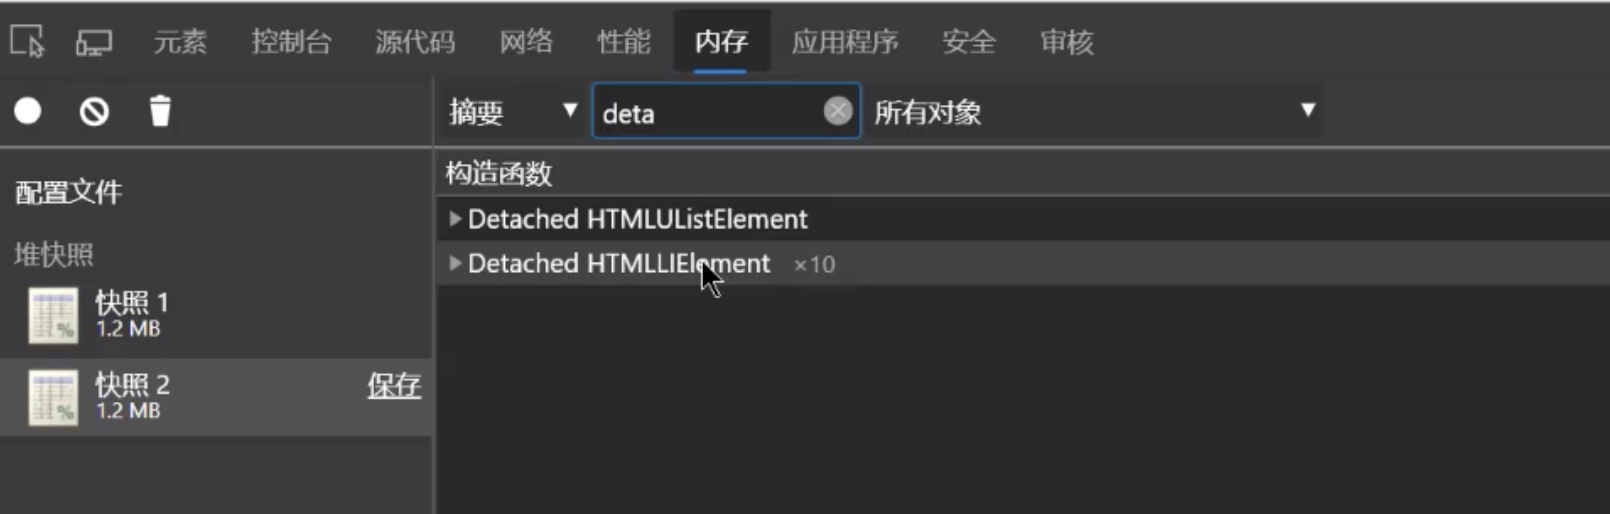 元素 控制台 源代码 网络 性能 内存 应用程序 安全 审核
摘要 deta 所有对象
配置文件
堆快照
快照 1
1.2 MB
快照 2 保存
1.2 MB
构造函数
Detached HTMLUListElement
Detached HTMLLIElement ×10